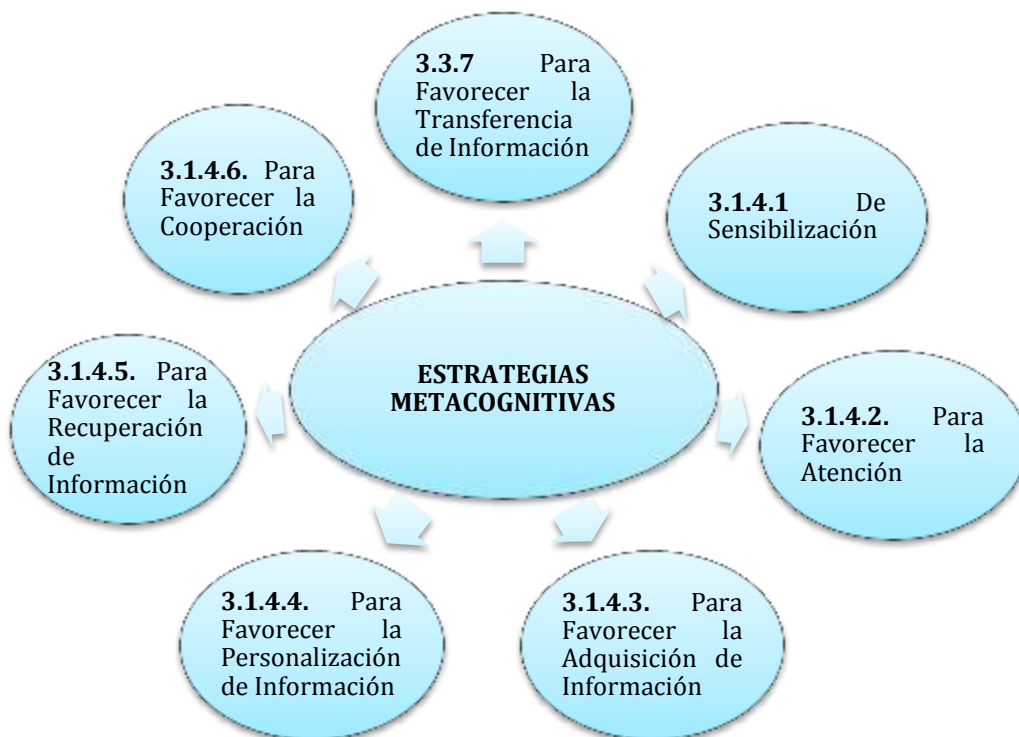 3.3.7 Para
Favorecer la
Transferencia
de Información
3.1.4.6. Para
Favorecer la
Cooperación
3.1.4.1 De
Sensibilización
3.1.4.5. Para
Favorecer la
Recuperación
de
Información
ESTRATEGIAS
METACOGNITIVAS
3.1.4.2. Para
Favorecer la
Atención
3.1.4.4. Para
Favorecer la
Personalización
de Información
3.1.4.3. Para
Favorecer la
Adquisición de
Información